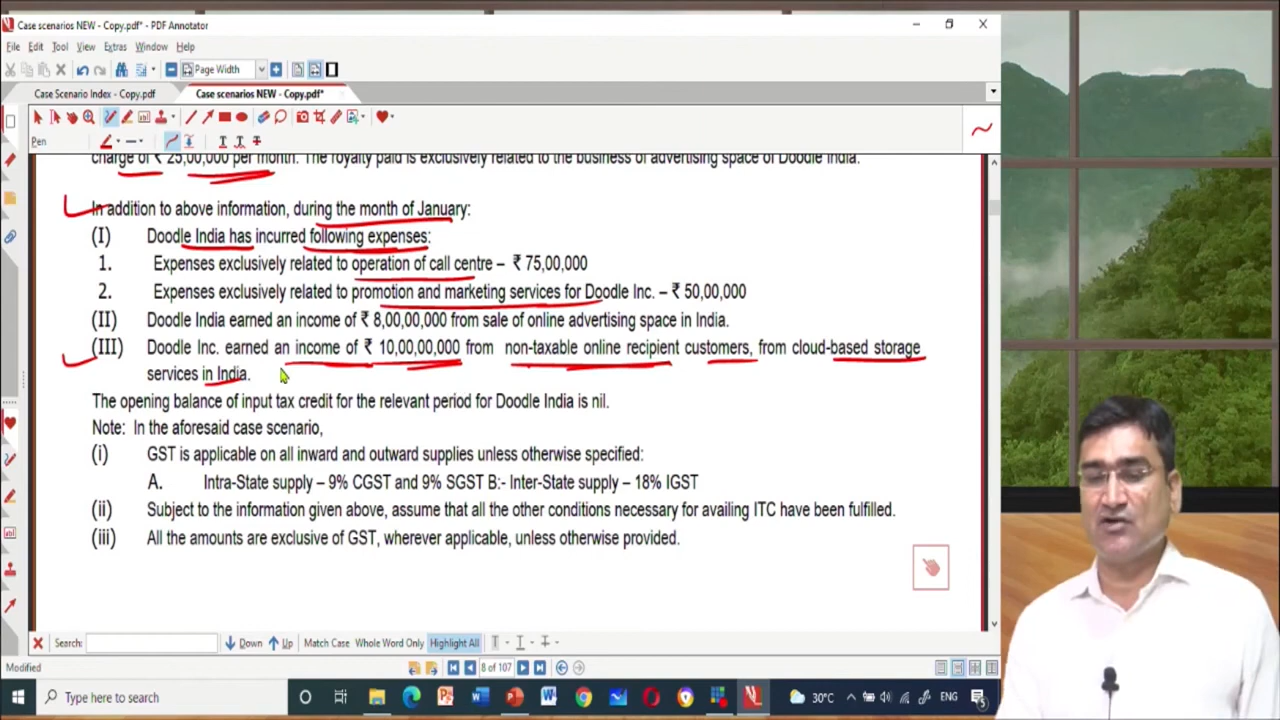 Case scenarios NEW - Copy.pdf* - PDF Annotator
File Edit Tool View Extras Window Help
Page Width
Case Scenario Index - Copy.pdf Case scenarios NEW - Copy.pdf*
Pen
charge of ₹ 25,00,000 per month. The royalty paid is exclusively related to the business of advertising space of Doodle India.
In addition to above information, during the month of January:
(I) Doodle India has incurred following expenses:
1. Expenses exclusively related to operation of call centre – ₹ 75,00,000
2. Expenses exclusively related to promotion and marketing services for Doodle Inc. – ₹ 50,00,000
(II) Doodle India earned an income of ₹ 8,00,00,000 from sale of online advertising space in India.
(III) Doodle Inc. earned an income of ₹ 10,00,00,000 from non-taxable online recipient customers, from cloud-based storage
services in India.
The opening balance of input tax credit for the relevant period for Doodle India is nil.
Note: In the aforesaid case scenario,
(i) GST is applicable on all inward and outward supplies unless otherwise specified:
A. Intra-State supply – 9% CGST and 9% SGST B:- Inter-State supply – 18% IGST
(ii) Subject to the information given above, assume that all the other conditions necessary for availing ITC have been fulfilled.
(iii) All the amounts are exclusive of GST, wherever applicable, unless otherwise provided.
Search: Down Up Match Case Whole Word Only Highlight All
Modified 8 of 107
Type here to search 30°C ENG 5